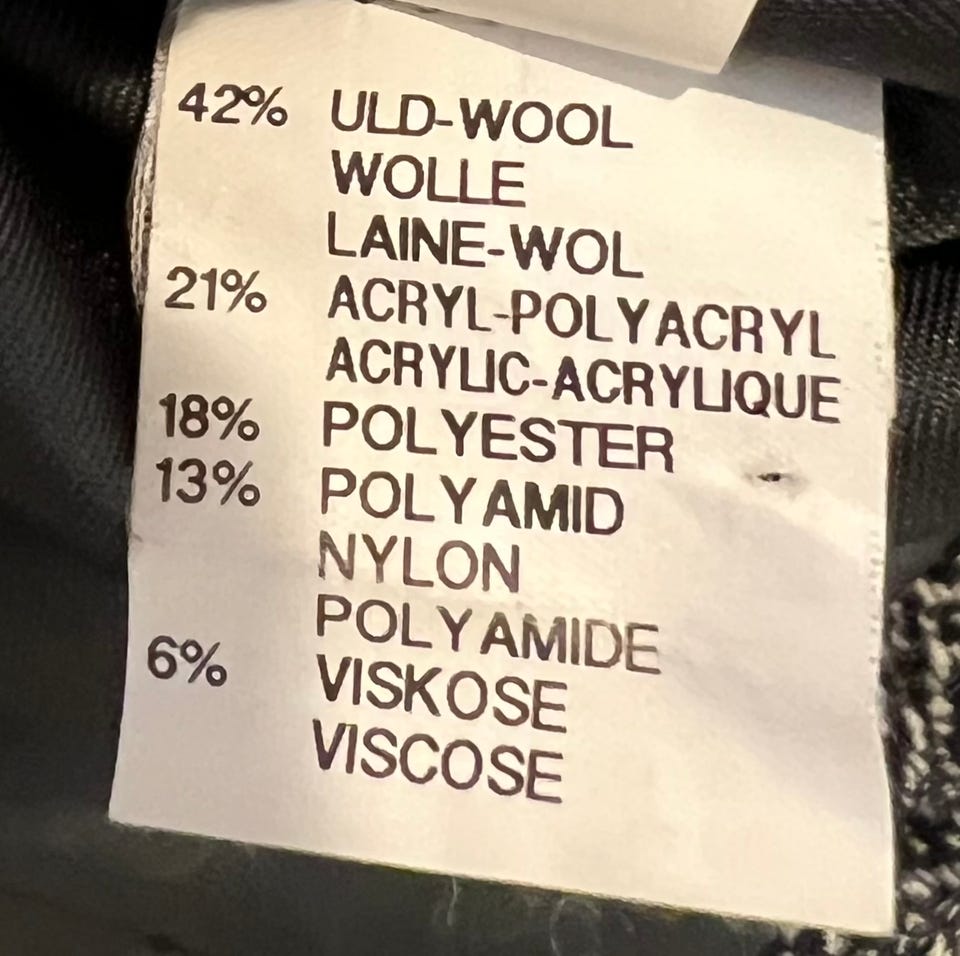 42% ULD-WOOL
WOLLE
LAINE-WOL
21% ACRYL-POLYACRYL
ACRYLIC-ACRYLIQUE
18% POLYESTER
13% POLYAMID
NYLON
POLYAMIDE
6% VISKOSE
VISCOSE